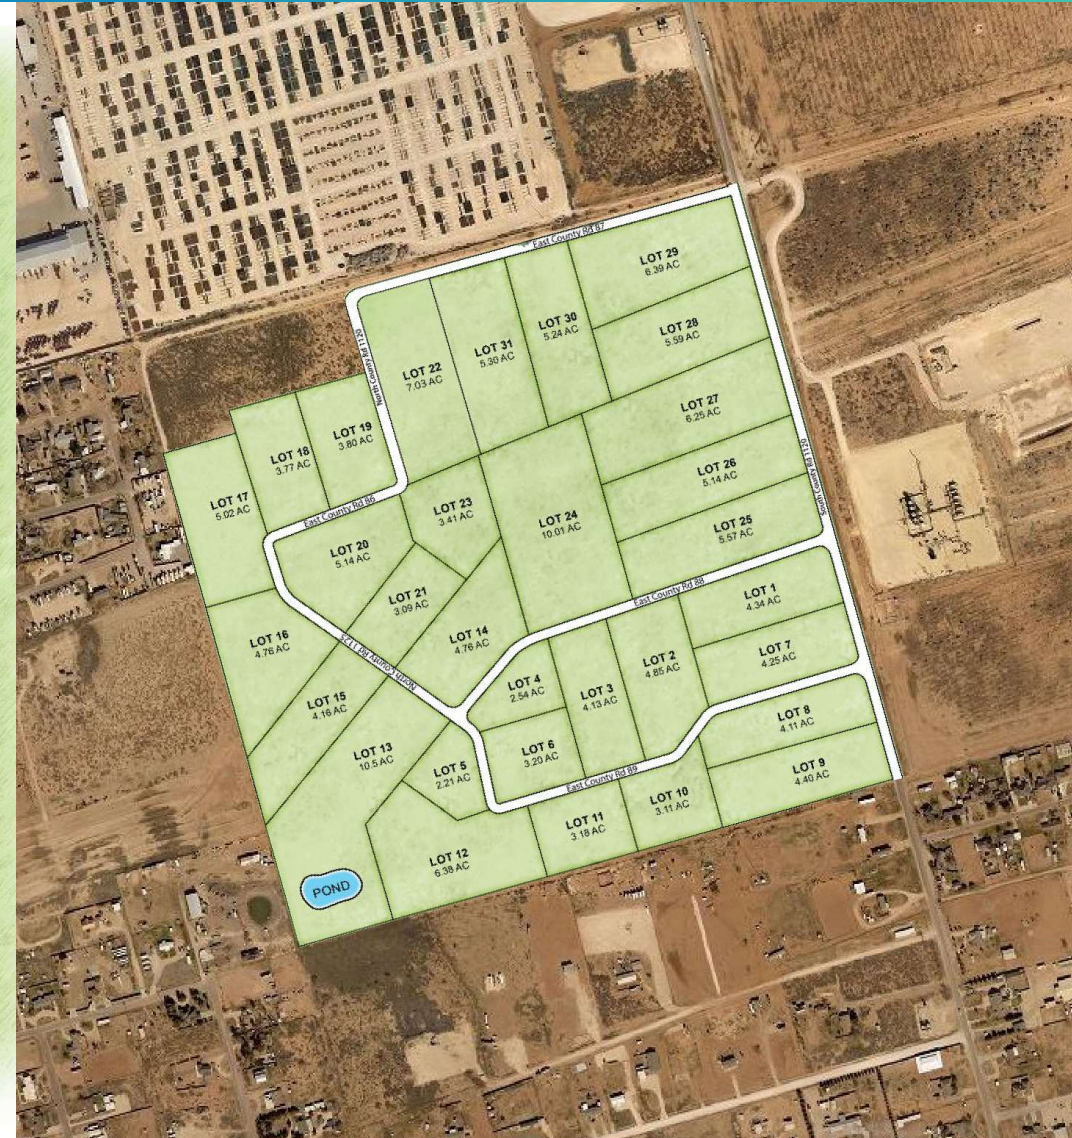 East County Rd 87
LOT 29
6.39 AC
LOT 28
5.59 AC
LOT 30
5.24 AC
LOT 31
5.30 AC
LOT 22
7.03 AC
North County Rd 1120
LOT 27
6.25 AC
LOT 19
3.80 AC
LOT 18
3.77 AC
LOT 17
5.02 AC
East County Rd 86
LOT 26
5.14 AC
South County Rd 1120
LOT 23
3.41 AC
LOT 24
10.01 AC
LOT 25
5.57 AC
LOT 20
5.14 AC
LOT 21
3.09 AC
East County Rd 88
LOT 1
4.34 AC
LOT 16
4.76 AC
North County Rd 1125
LOT 14
4.76 AC
LOT 7
4.25 AC
LOT 2
4.85 AC
LOT 4
2.54 AC
LOT 3
4.13 AC
LOT 15
4.16 AC
LOT 8
4.11 AC
LOT 13
10.5 AC
LOT 6
3.20 AC
LOT 5
2.21 AC
East County Rd 89
LOT 9
4.40 AC
LOT 10
3.11 AC
LOT 11
3.18 AC
LOT 12
6.38 AC
POND